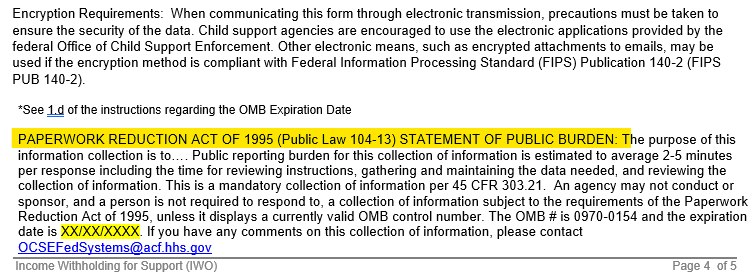 Encryption Requirements:  When communicating this form through electronic transmission, precautions must be taken to
ensure the security of the data. Child support agencies are encouraged to use the electronic applications provided by the
federal Office of Child Support Enforcement. Other electronic means, such as encrypted attachments to emails, may be
used if the encryption method is compliant with Federal Information Processing Standard (FIPS) Publication 140-2 (FIPS
PUB 140-2).
*See 1.d of the instructions regarding the OMB Expiration Date
PAPERWORK REDUCTION ACT OF 1995 (Public Law 104-13) STATEMENT OF PUBLIC BURDEN: The purpose of this
information collection is to…. Public reporting burden for this collection of information is estimated to average 2-5 minutes
per response including the time for reviewing instructions, gathering and maintaining the data needed, and reviewing the
collection of information. This is a mandatory collection of information per 45 CFR 303.21.  An agency may not conduct or
sponsor, and a person is not required to respond to, a collection of information subject to the requirements of the Paperwork
Reduction Act of 1995, unless it displays a currently valid OMB control number. The OMB # is 0970-0154 and the expiration
date is XX/XX/XXXX. If you have any comments on this collection of information, please contact
OCSEFedSystems@acf.hhs.gov
Income Withholding for Support (IWO) Page 4 of 5